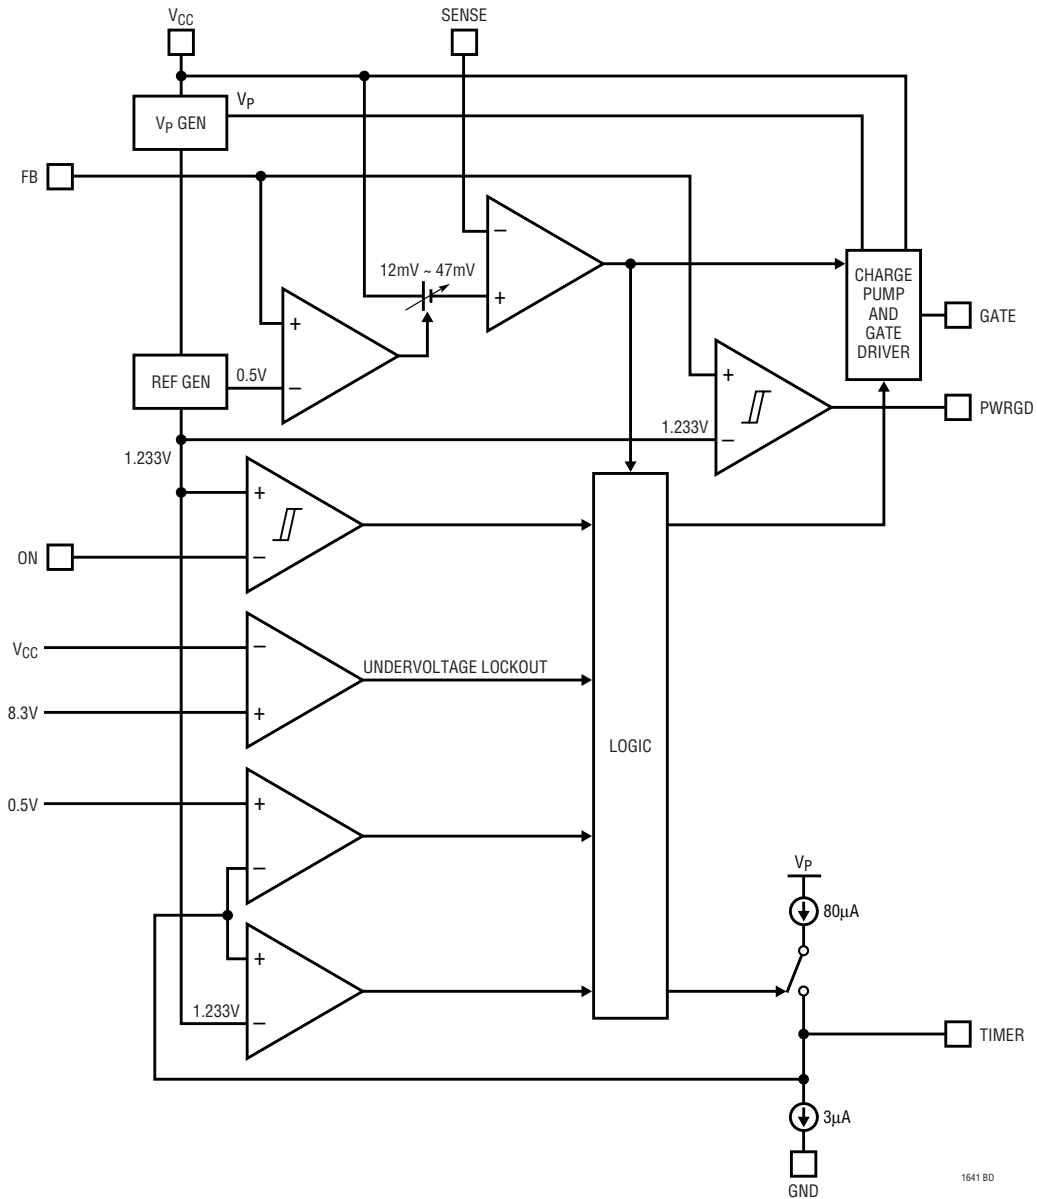 VCC
SENSE
VP GEN
VP
FB
12mV ~ 47mV
−
+
CHARGE
PUMP
AND
GATE
DRIVER
GATE
+
−
REF GEN
0.5V
+
−
1.233V
PWRGD
1.233V
+
−
ON
VCC
−
UNDERVOLTAGE LOCKOUT
8.3V
+
LOGIC
0.5V
+
−
VP
80µA
+
1.233V
−
TIMER
3µA
GND
1641 BD